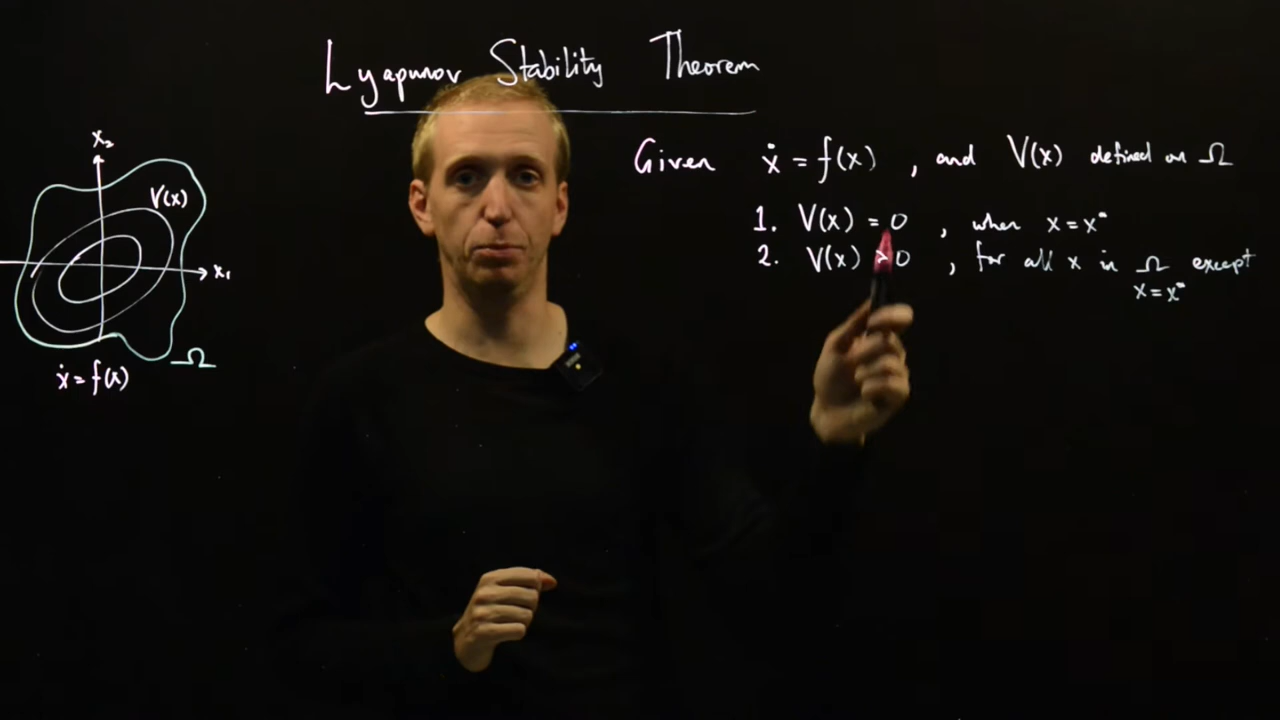 Lyapunov Stability Theorem
Given ẋ = f(x) , and V(x) defined on Ω
1. V(x) = 0 , when x = x*
2. V(x) > 0 , for all x in Ω except
x = x*
x₂
V(x)
x₁
Ω
ẋ = f(x)